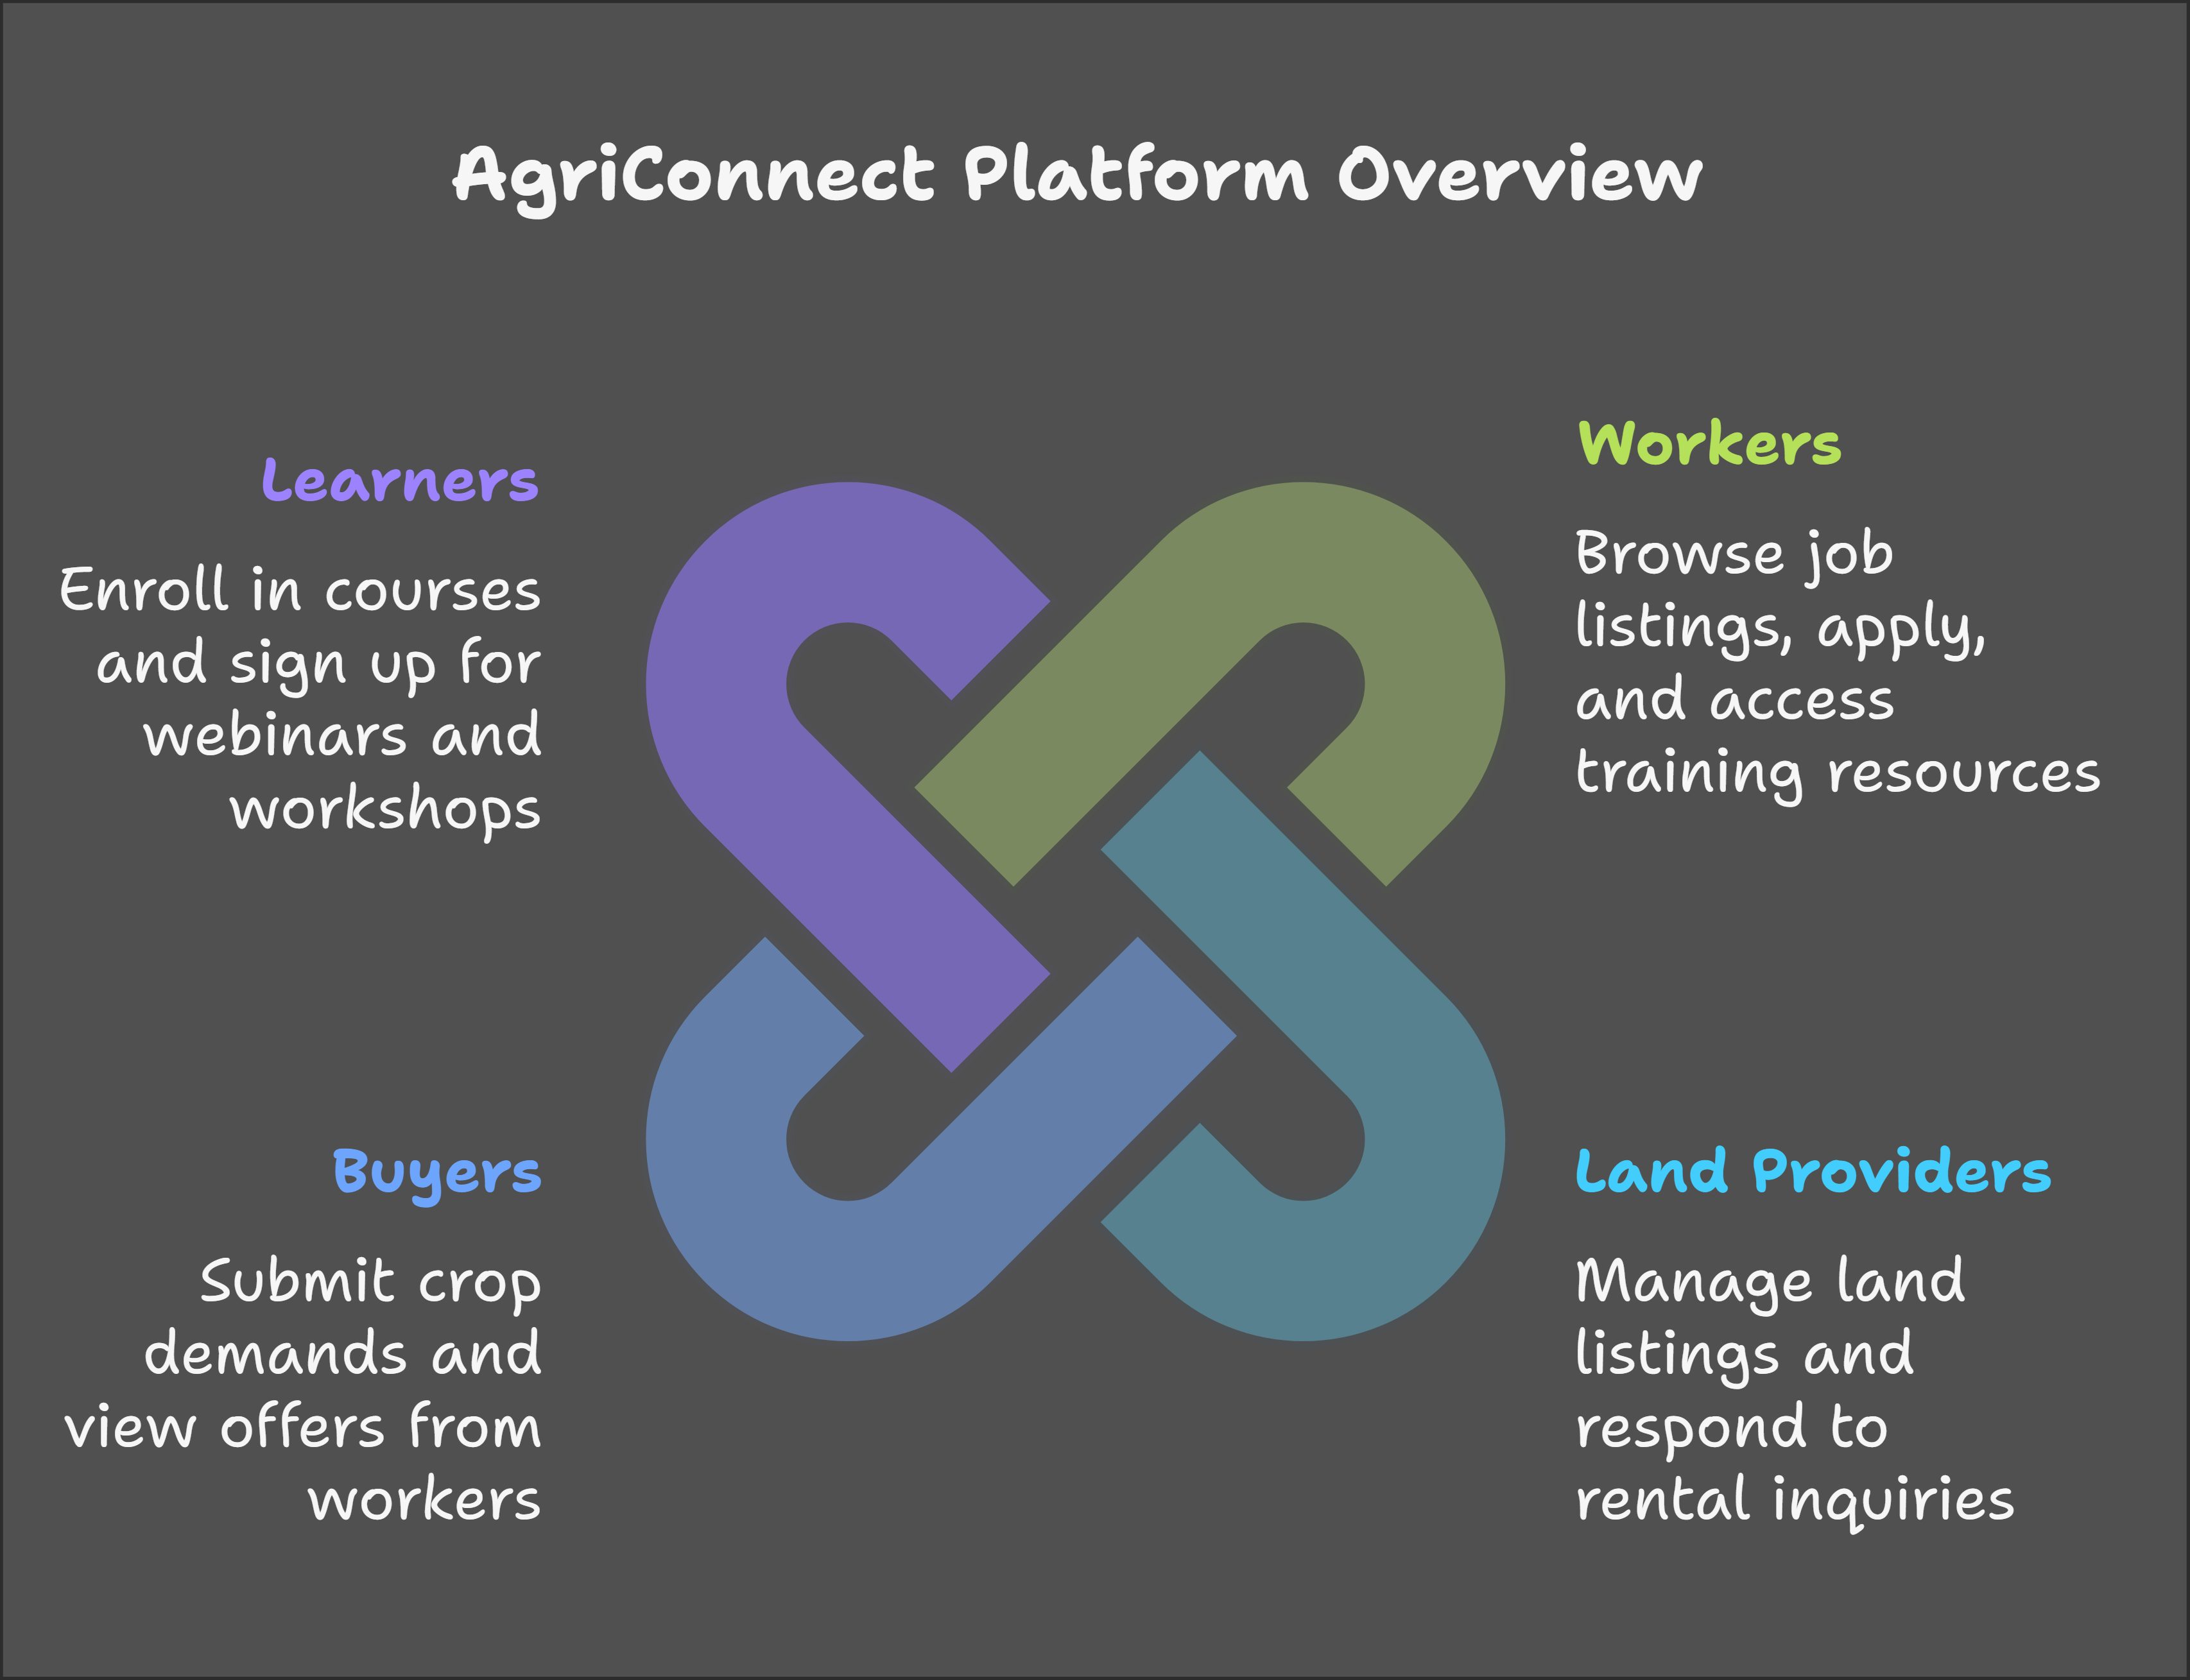 AgriConnect Platform Overview
Learners
Enroll in courses
and sign up for
webinars and
workshops
Workers
Browse job
listings, apply,
and access
training resources
Buyers
Submit crop
demands and
view offers from
workers
Land Providers
Manage land
listings and
respond to
rental inquiries